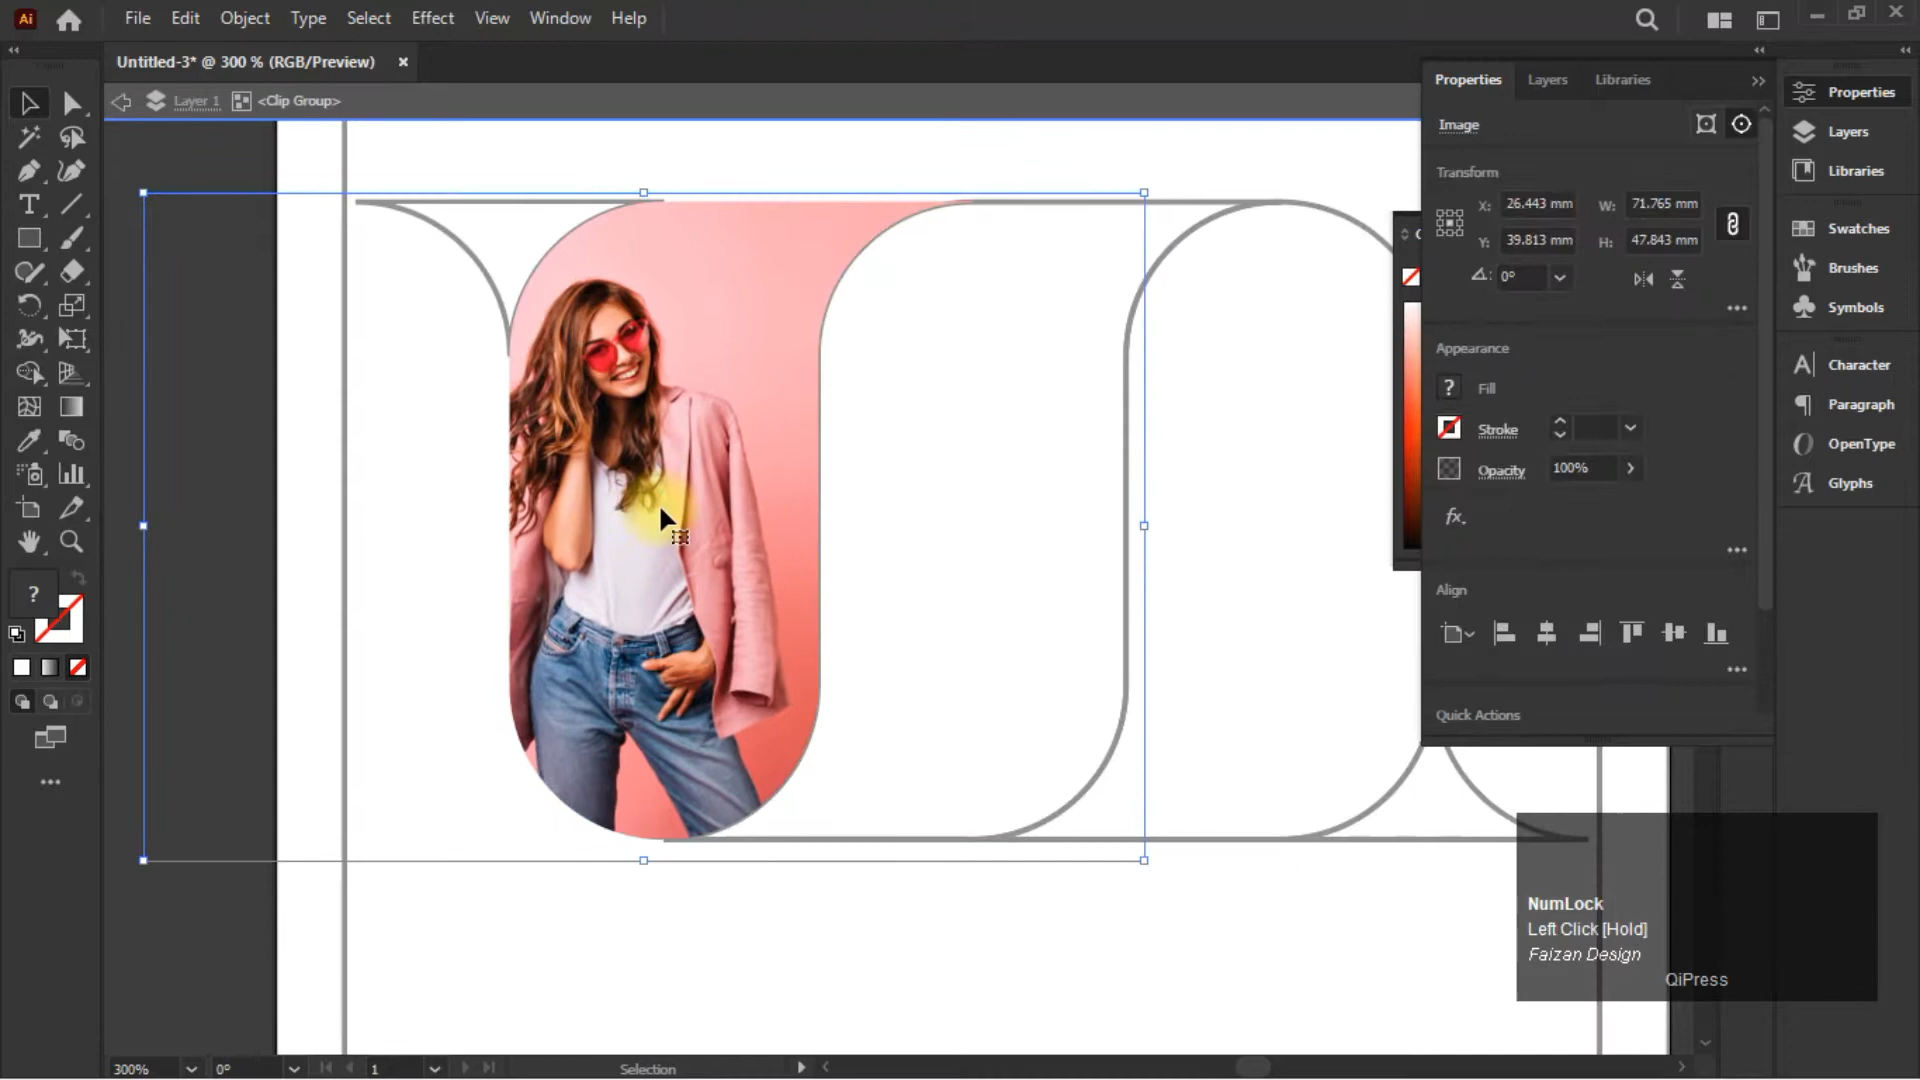 Ai File Edit Object Type Select Effect View Window Help
Untitled-3* @ 300 % (RGB/Preview) ×
Layer 1 <Clip Group>
Properties Layers Libraries
Image
Transform
X: 26.443 mm W: 71.765 mm
Y: 39.813 mm H: 47.843 mm
0°
Appearance
? Fill
Stroke
Opacity 100%
fx.
Align
Quick Actions
Properties
Layers
Libraries
Swatches
Brushes
Symbols
Character
Paragraph
OpenType
Glyphs
?
NumLock
Left Click [Hold]
Faizan Design
QiPress
300% 0° 1 Selection